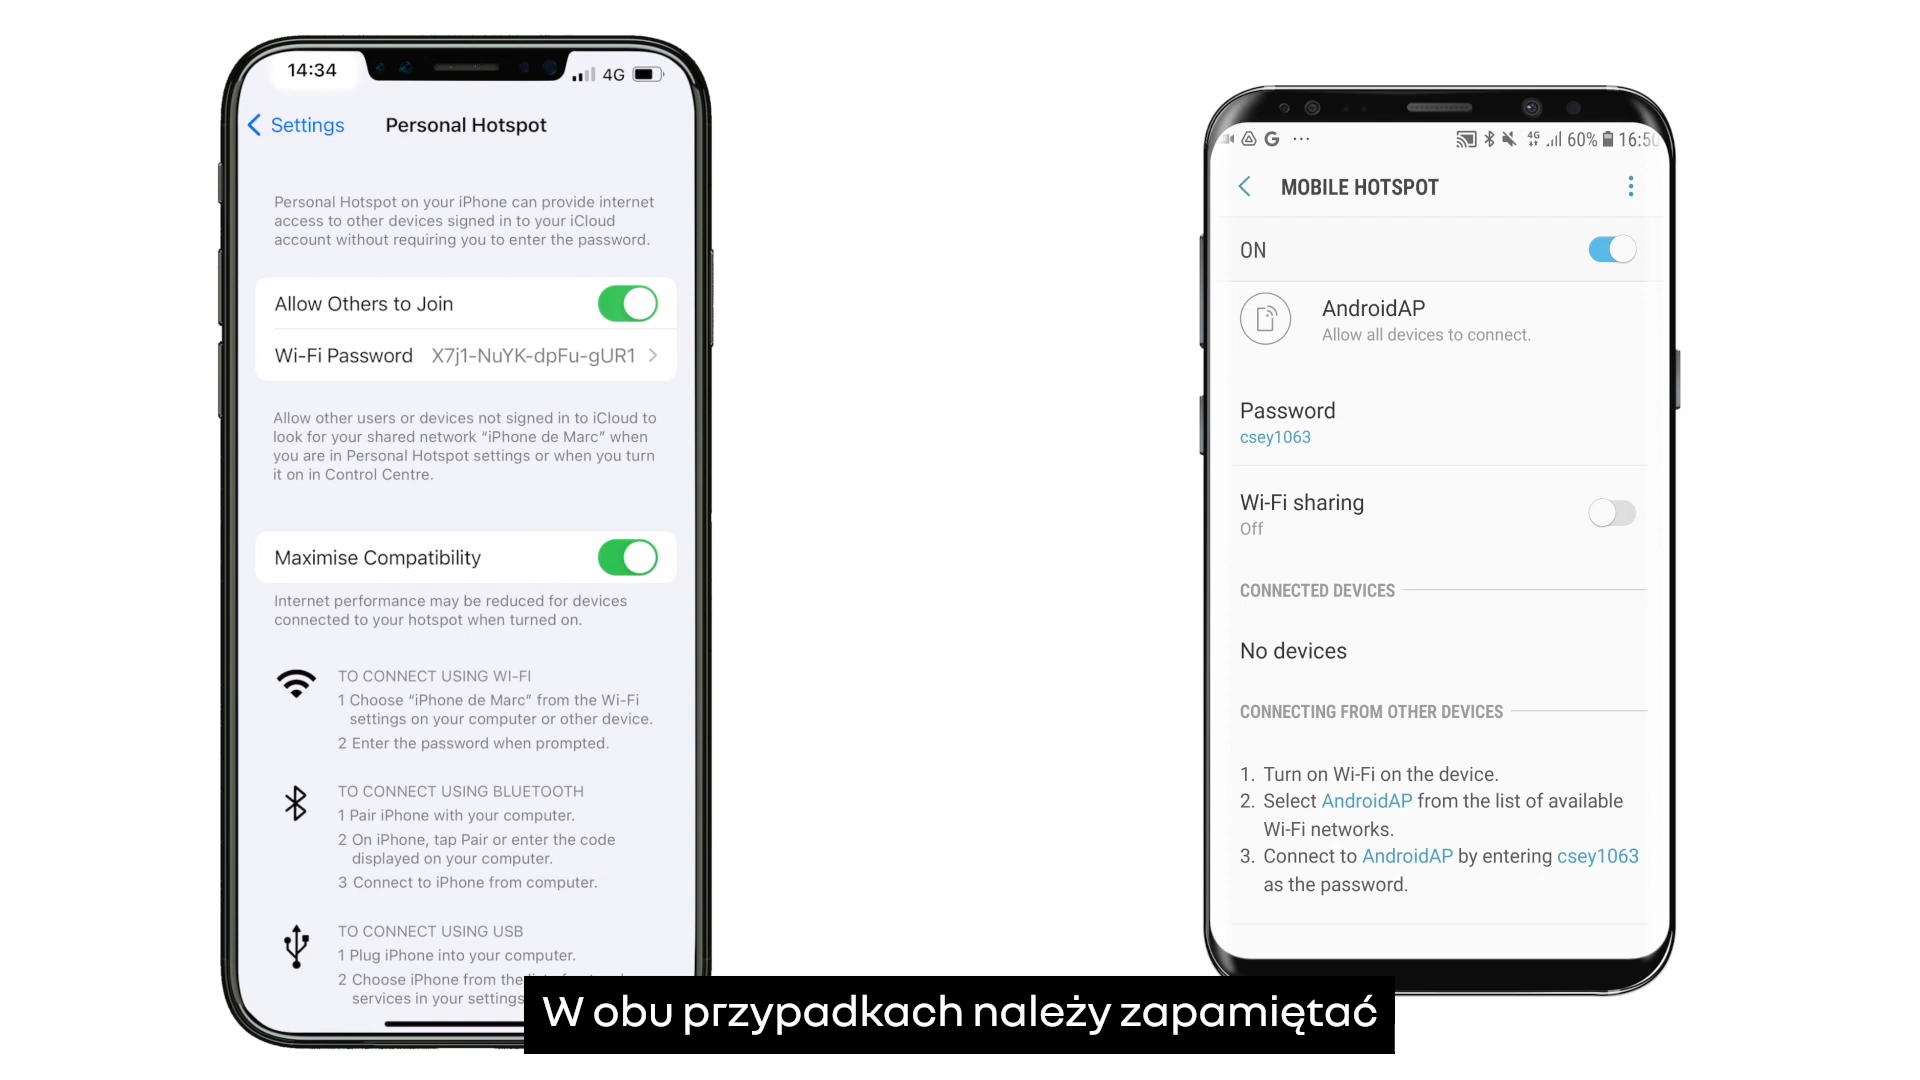 14:34
4G
Settings
Personal Hotspot
Personal Hotspot on your iPhone can provide internet
access to other devices signed in to your iCloud
account without requiring you to enter the password.
Allow Others to Join
Wi-Fi Password X7j1-NuYK-dpFu-gUR1
Allow other users or devices not signed in to iCloud to
look for your shared network “iPhone de Marc” when
you are in Personal Hotspot settings or when you turn
it on in Control Centre.
Maximise Compatibility
Internet performance may be reduced for devices
connected to your hotspot when turned on.
TO CONNECT USING WI-FI
1 Choose “iPhone de Marc” from the Wi-Fi
settings on your computer or other device.
2 Enter the password when prompted.
TO CONNECT USING BLUETOOTH
1 Pair iPhone with your computer.
2 On iPhone, tap Pair or enter the code
displayed on your computer.
3 Connect to iPhone from computer.
TO CONNECT USING USB
1 Plug iPhone into your computer.
2 Choose iPhone from the
services in your settings
G ... 4G 60% 16:50
MOBILE HOTSPOT
ON
AndroidAP
Allow all devices to connect.
Password
csey1063
Wi-Fi sharing
Off
CONNECTED DEVICES
No devices
CONNECTING FROM OTHER DEVICES
1. Turn on Wi-Fi on the device.
2. Select AndroidAP from the list of available
Wi-Fi networks.
3. Connect to AndroidAP by entering csey1063
as the password.
W obu przypadkach należy zapamiętać